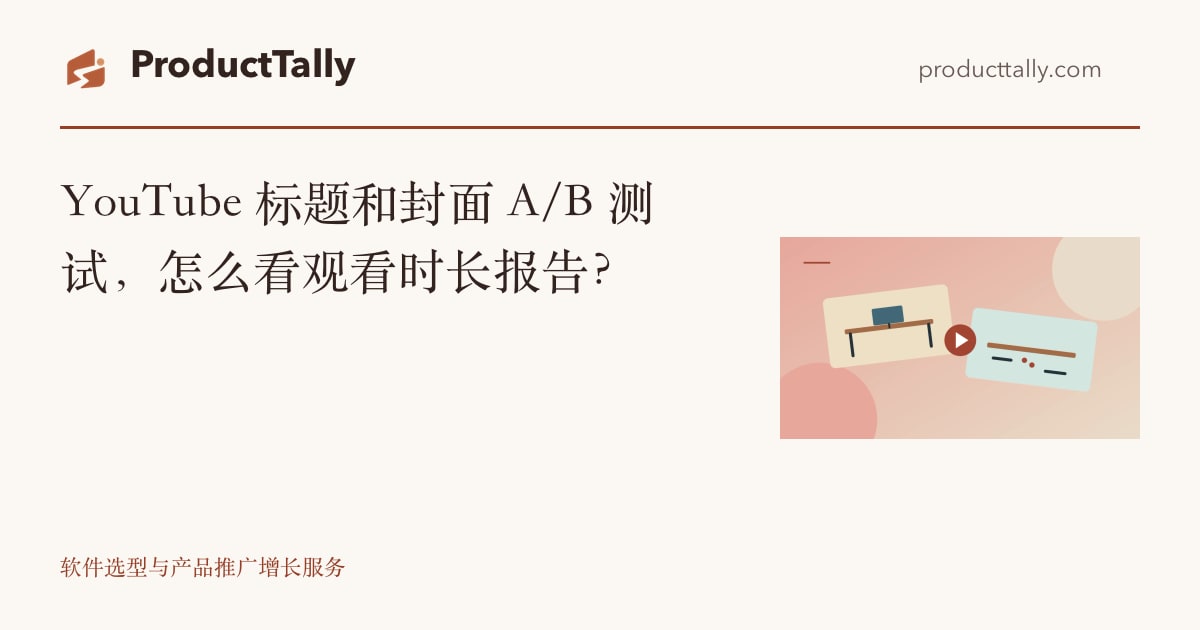 ProductTally
producttally.com
YouTube 标题和封面 A/B 测
试，怎么看观看时长报告？
软件选型与产品推广增长服务